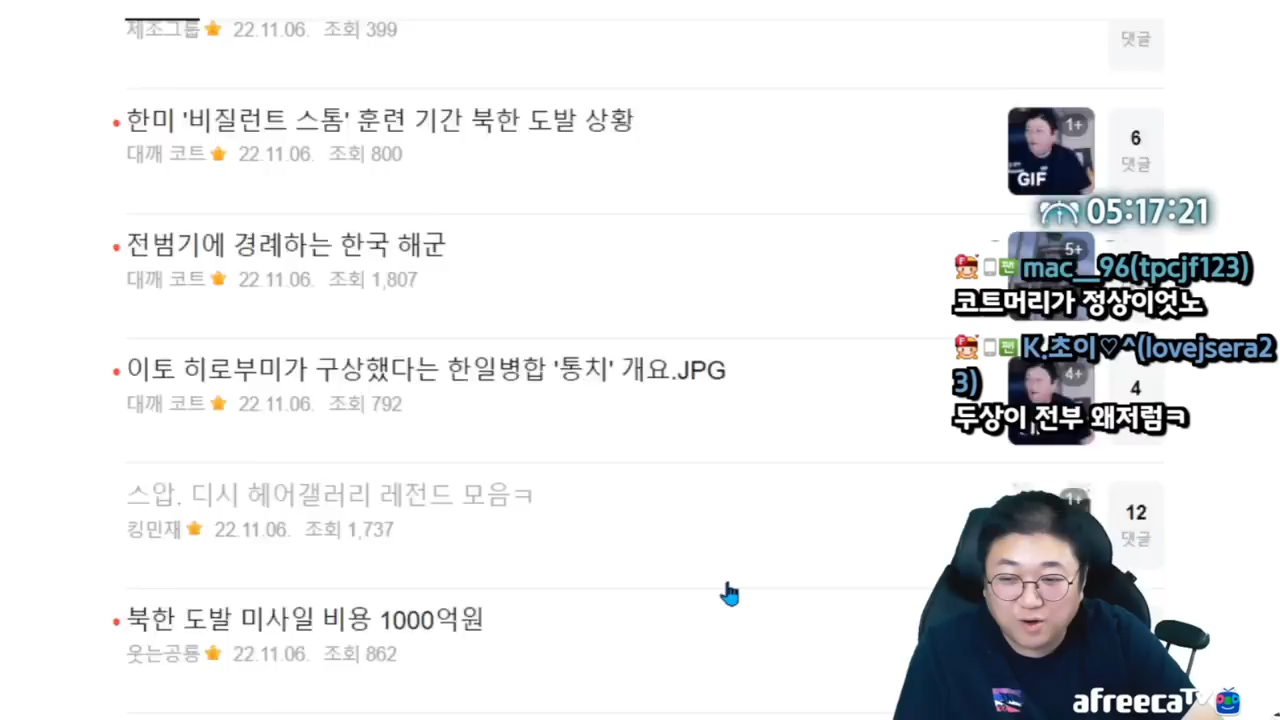 제조그룹 22.11.06. 조회 399
댓글
한미 '비질런트 스톰' 훈련 기간 북한 도발 상황
대깨 코트 22.11.06. 조회 800
1+
GIF
6
댓글
05:17:21
전범기에 경례하는 한국 해군
대깨 코트 22.11.06. 조회 1,807
5+
F 팬 mac__96(tpcjf123)
코트머리가 정상이엇노
F 팬 K.초이♡^(lovejsera2
3)
두상이 전부 왜저럼ㅋ
이토 히로부미가 구상했다는 한일병합 '통치' 개요.JPG
대깨 코트 22.11.06. 조회 792
4+
4
스압. 디시 헤어갤러리 레전드 모음ㅋ
킹민재 22.11.06. 조회 1,737
1+
12
댓글
북한 도발 미사일 비용 1000억원
웃는공룡 22.11.06. 조회 862
afreecaTV